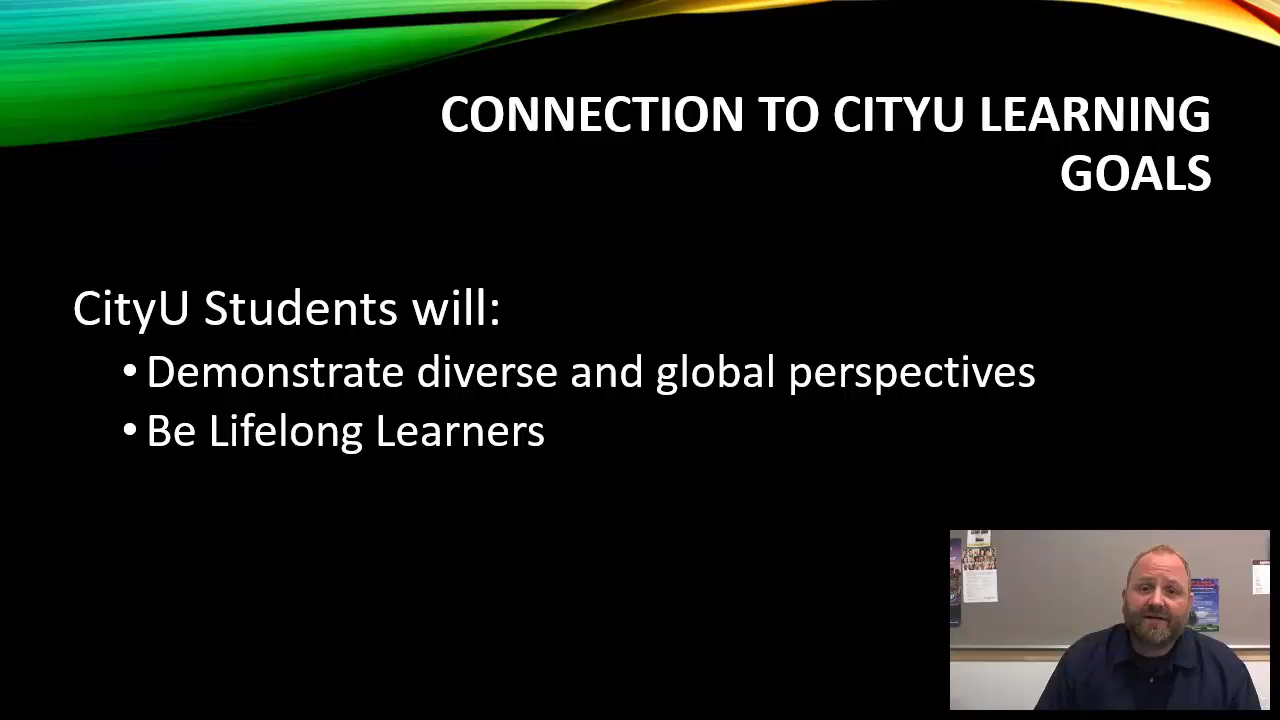 CONNECTION TO CITYU LEARNING
GOALS
CityU Students will:
• Demonstrate diverse and global perspectives
• Be Lifelong Learners